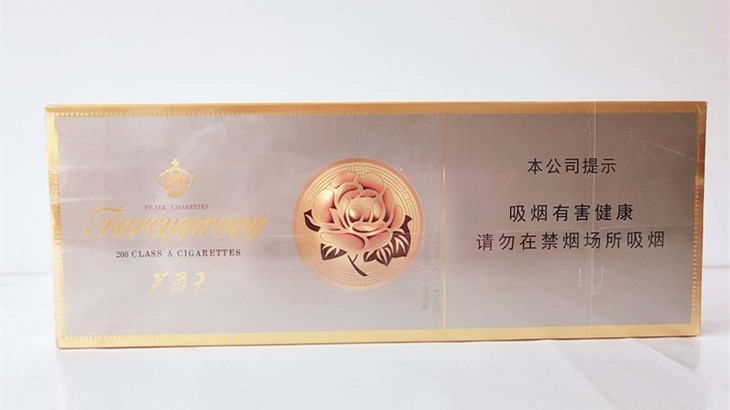 FILTER CIGARETTES
Furongwang
200 CLASS A CIGARETTES
芙蓉王
本公司提示
吸烟有害健康
请勿在禁烟场所吸烟